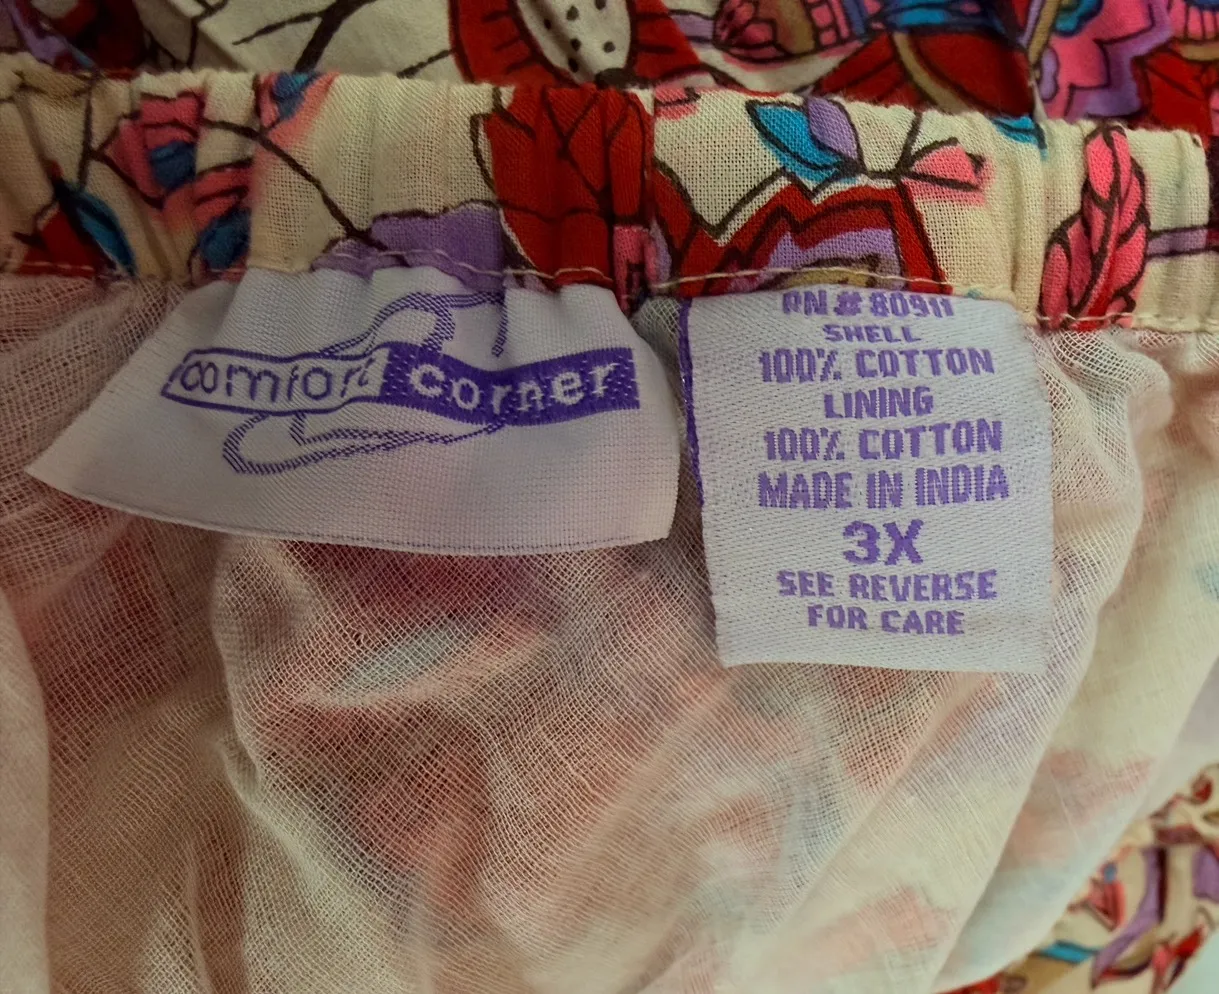 comfort corner
RN # 80911
SHELL
100% COTTON
LINING
100% COTTON
MADE IN INDIA
3X
SEE REVERSE
FOR CARE